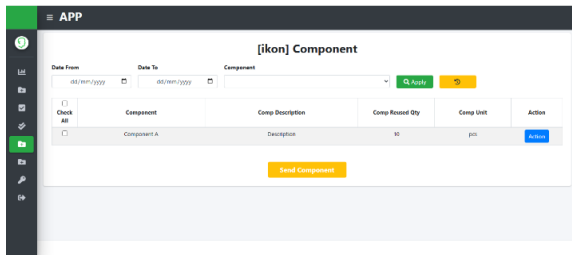 ≡ APP
[ikon] Component
Date From Date To Component
dd/mm/yyyy dd/mm/yyyy Apply
Check All Component Comp Description Comp Reused Qty Comp Unit Action
Component A Description 10 pcs Action
Send Component